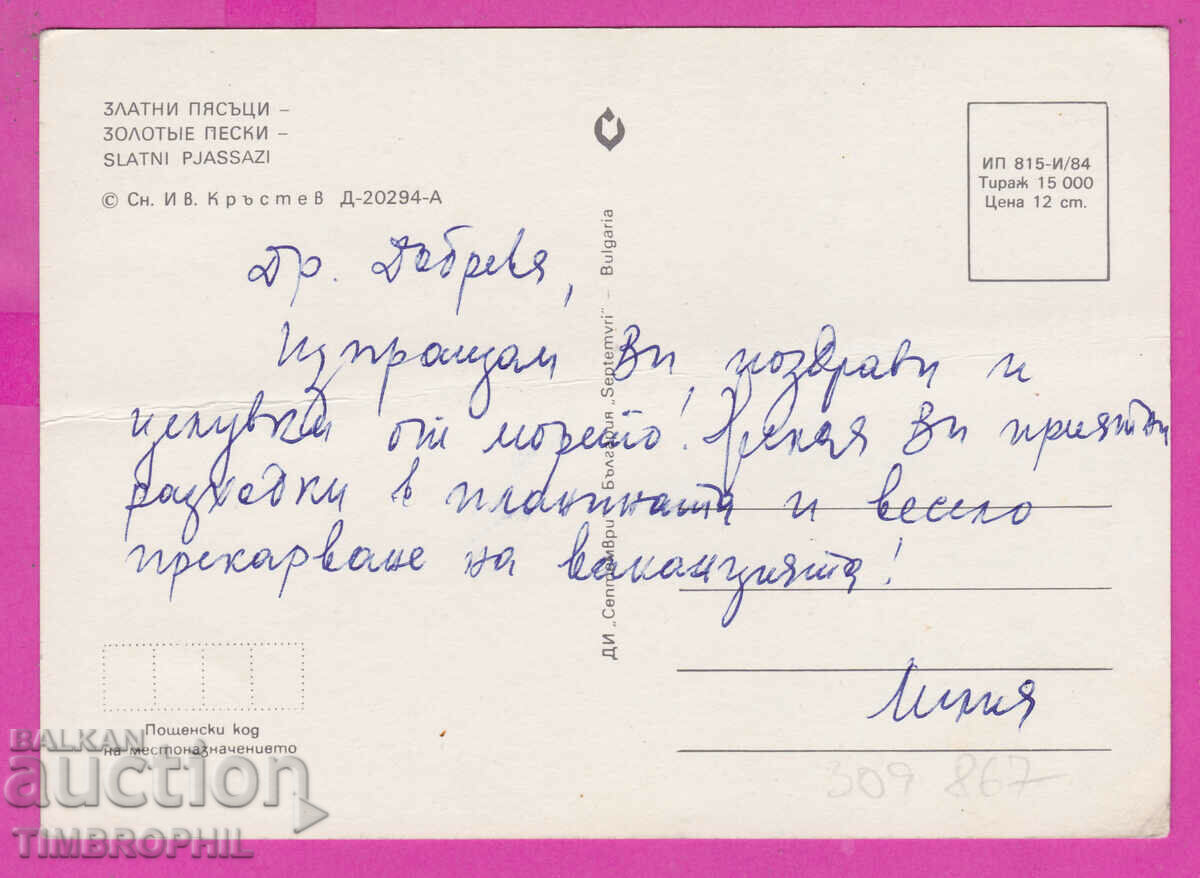 ЗЛАТНИ ПЯСЪЦИ –
ЗОЛОТЫЕ ПЕСКИ –
SLATNI PJASSAZI
© Сн. Ив. Кръстев Д-20294-А
ИП 815-И/84
Тираж 15 000
Цена 12 ст.
Др. Добрева,
Изпращам Ви поздрави и
целувки от морето! Желая Ви приятни
разходки в планината и весело
прекарване на ваканцията!
Лилия
ДИ „Септември“ България „Septemvri“ – Bulgaria
Пощенски код
на местоназначението
309 867
BALKAN
auction
TIMBROPHIL